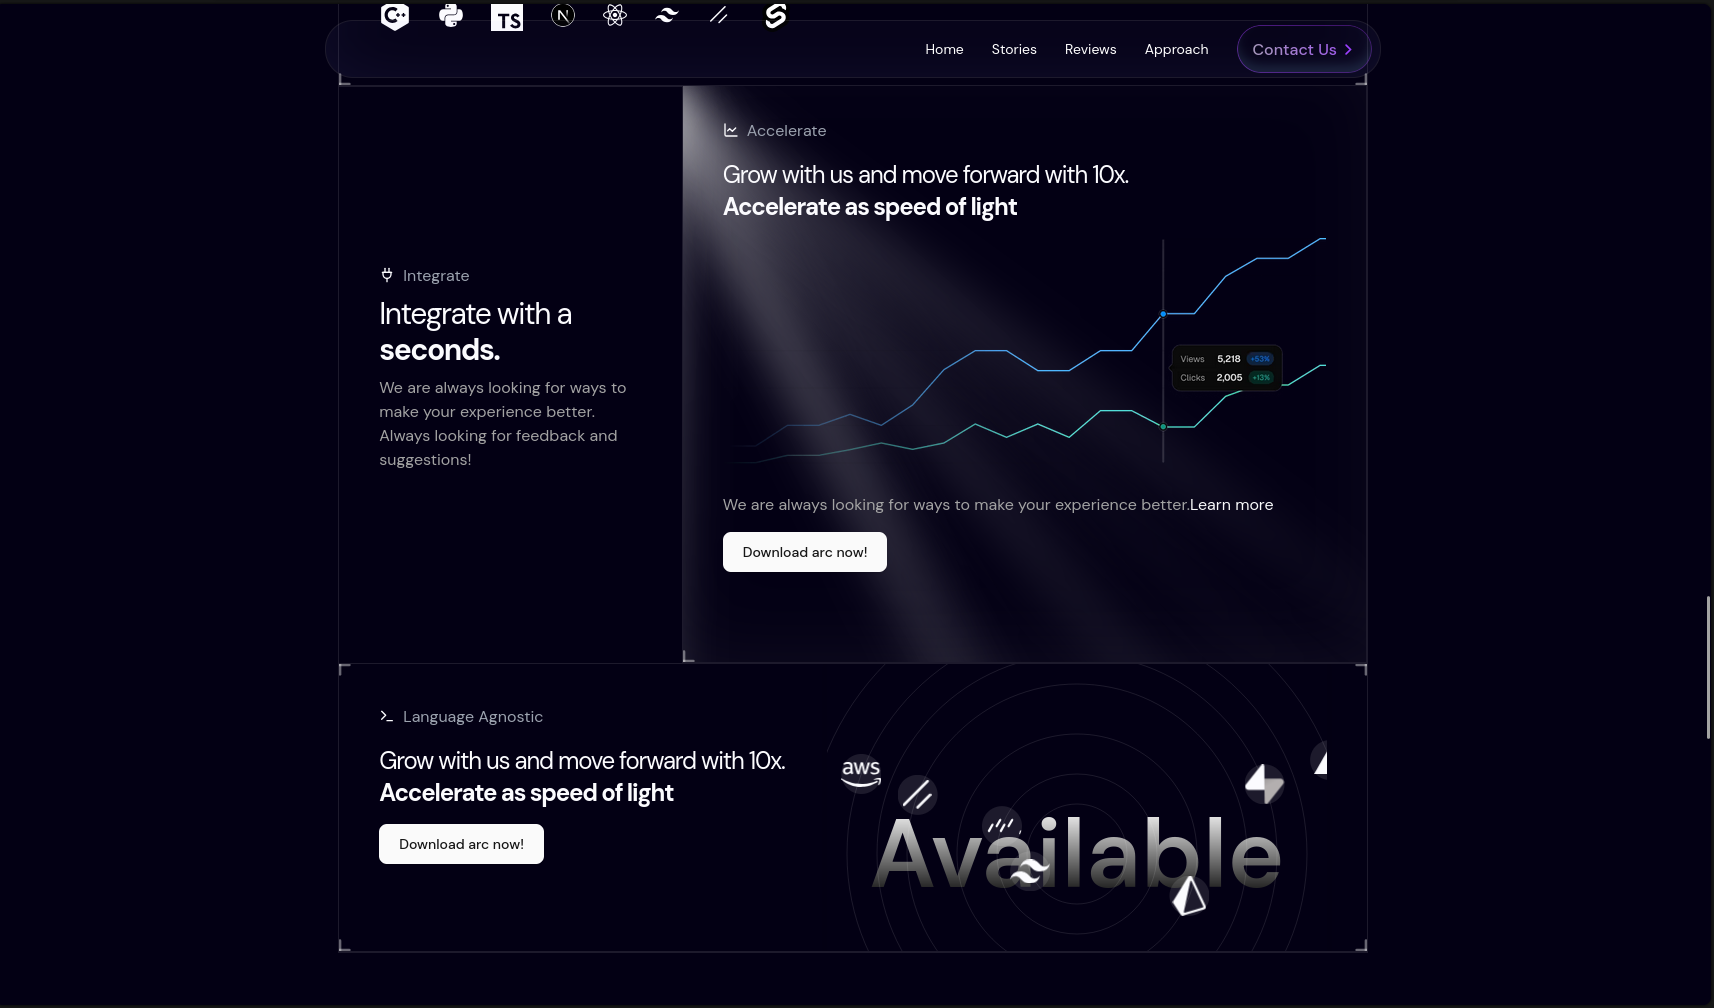 TS
N
Home
Stories
Reviews
Approach
Contact Us
Accelerate
Grow with us and move forward with 10x.
Accelerate as speed of light
Views 5,218 +53%
Clicks 2,005 +13%
We are always looking for ways to make your experience better.Learn more
Download arc now!
Integrate
Integrate with a
seconds.
We are always looking for ways to
make your experience better.
Always looking for feedback and
suggestions!
Language Agnostic
Grow with us and move forward with 10x.
Accelerate as speed of light
Download arc now!
aws
Available